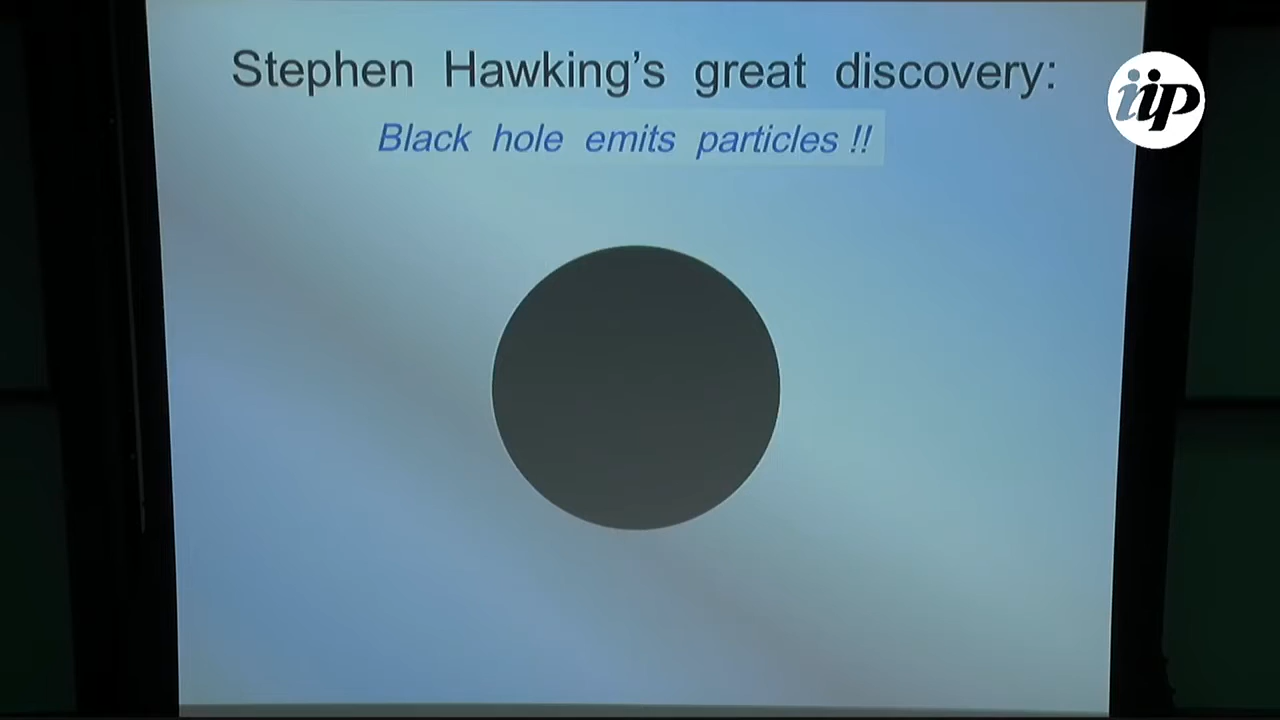 Stephen Hawking's great discovery:
Black hole emits particles !!
iip